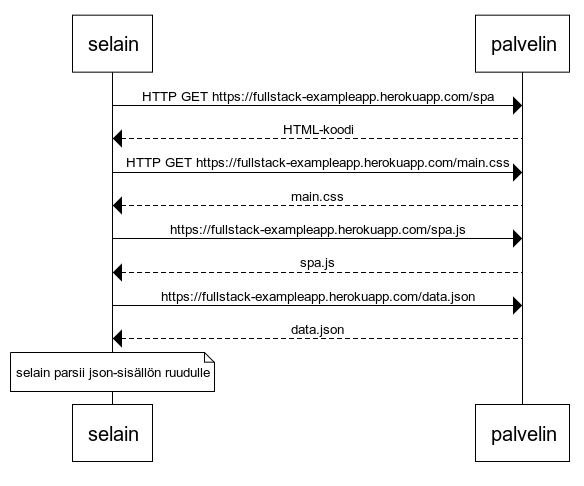 selain
palvelin
HTTP GET https://fullstack-exampleapp.herokuapp.com/spa
HTML-koodi
HTTP GET https://fullstack-exampleapp.herokuapp.com/main.css
main.css
https://fullstack-exampleapp.herokuapp.com/spa.js
spa.js
https://fullstack-exampleapp.herokuapp.com/data.json
data.json
selain parsii json-sisällön ruudulle
selain
palvelin